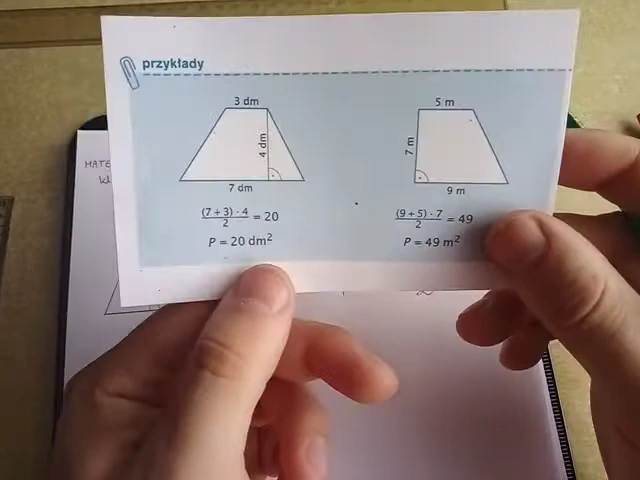 przykłady
3 dm
4 dm
7 dm
(7 + 3) · 4 / 2 = 20
P = 20 dm²
5 m
7 m
9 m
(9 + 5) · 7 / 2 = 49
P = 49 m²
MATE